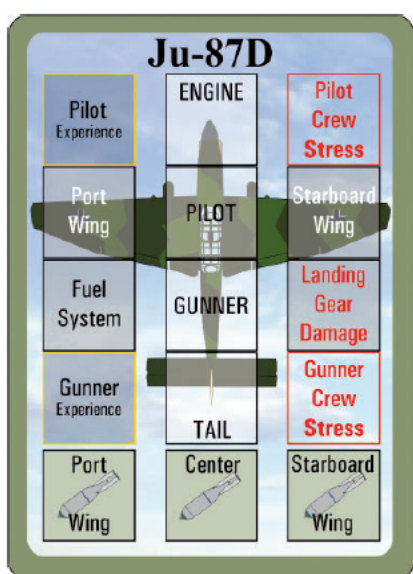 Ju-87D
Pilot
Experience
ENGINE
Pilot
Crew
Stress
Port
Wing
PILOT
Starboard
Wing
Fuel
System
GUNNER
Landing
Gear
Damage
Gunner
Experience
TAIL
Gunner
Crew
Stress
Port
Wing
Center
Starboard
Wing